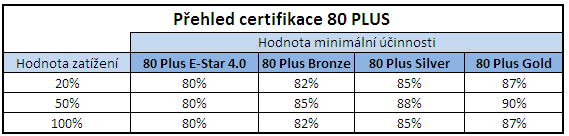 Přehled certifikace 80 PLUS
Hodnota minimální účinnosti
Hodnota zatížení 80 Plus E-Star 4.0 80 Plus Bronze 80 Plus Silver 80 Plus Gold
20% 80% 82% 85% 87%
50% 80% 85% 88% 90%
100% 80% 82% 85% 87%